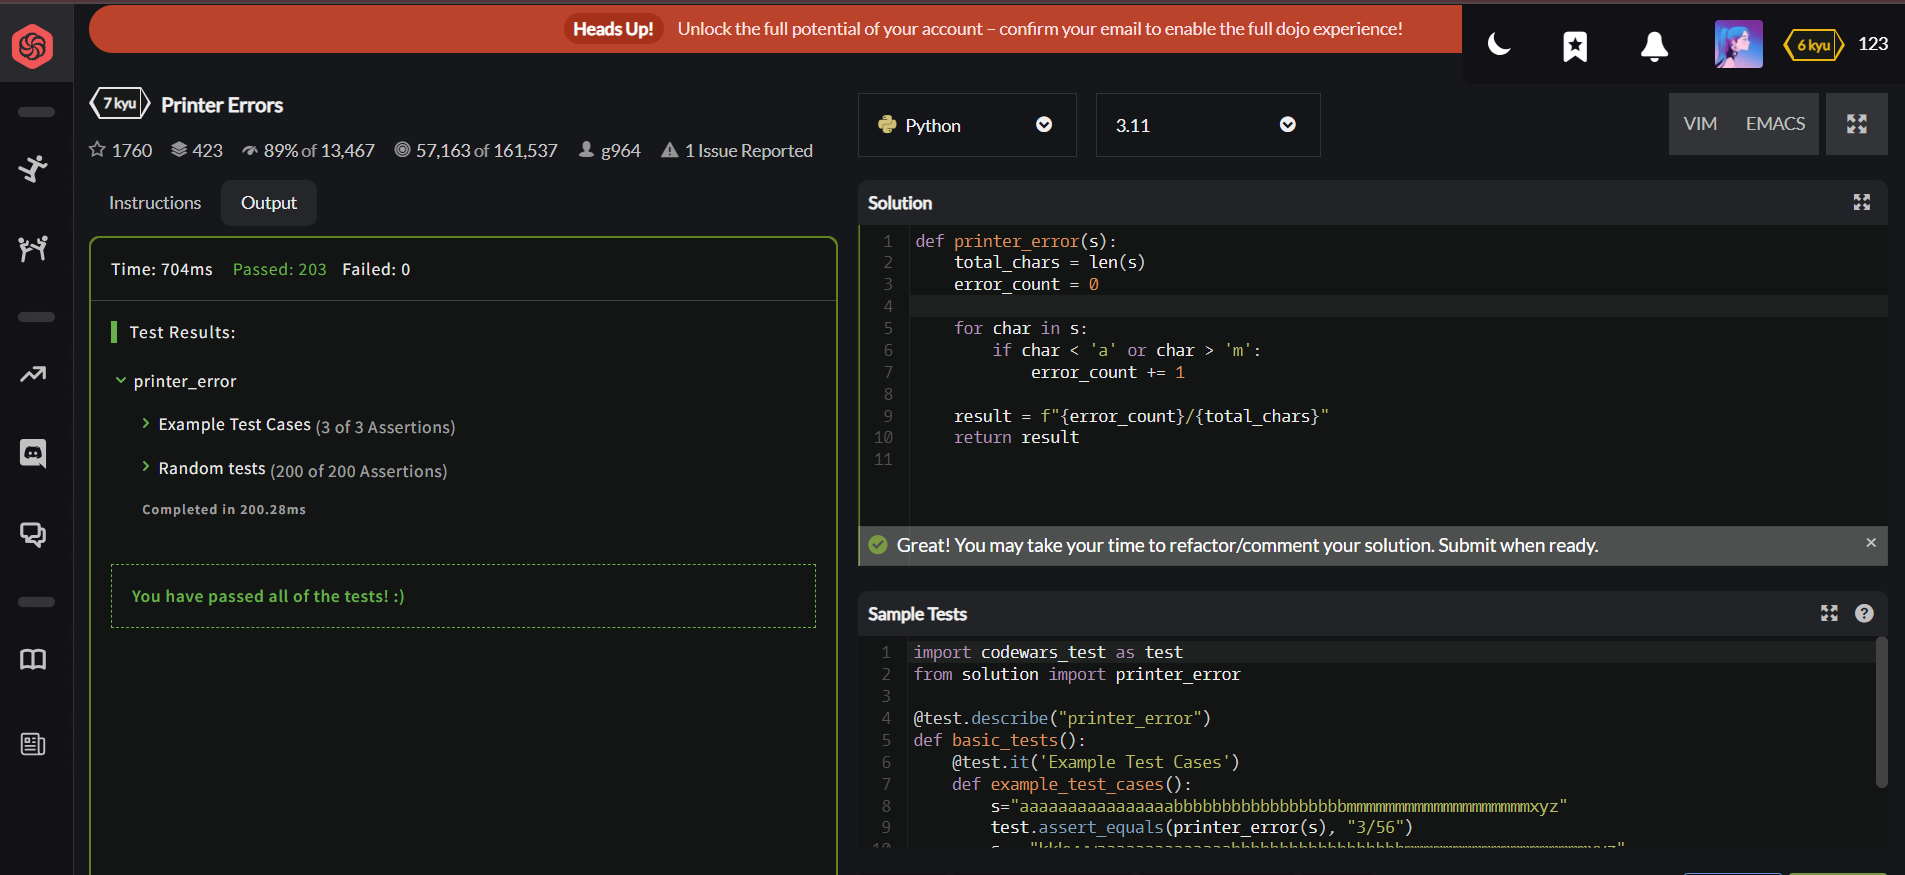 Heads Up! Unlock the full potential of your account – confirm your email to enable the full dojo experience!
6 kyu 123
7 kyu Printer Errors
1760 423 89% of 13,467 57,163 of 161,537 g964 1 Issue Reported
Python
3.11
VIM EMACS
Instructions Output
Time: 704ms Passed: 203 Failed: 0
Test Results:
printer_error
Example Test Cases (3 of 3 Assertions)
Random tests (200 of 200 Assertions)
Completed in 200.28ms
You have passed all of the tests! :)
Solution
1 def printer_error(s):
2     total_chars = len(s)
3     error_count = 0
4
5     for char in s:
6         if char < 'a' or char > 'm':
7             error_count += 1
8
9     result = f"{error_count}/{total_chars}"
10     return result
11
Great! You may take your time to refactor/comment your solution. Submit when ready.
Sample Tests
1 import codewars_test as test
2 from solution import printer_error
3
4 @test.describe("printer_error")
5 def basic_tests():
6     @test.it('Example Test Cases')
7     def example_test_cases():
8         s="aaaaaaaaaaaaaaaabbbbbbbbbbbbbbbbbbmmmmmmmmmmmmmmmmmmmxyz"
9         test.assert_equals(printer_error(s), "3/56")
10